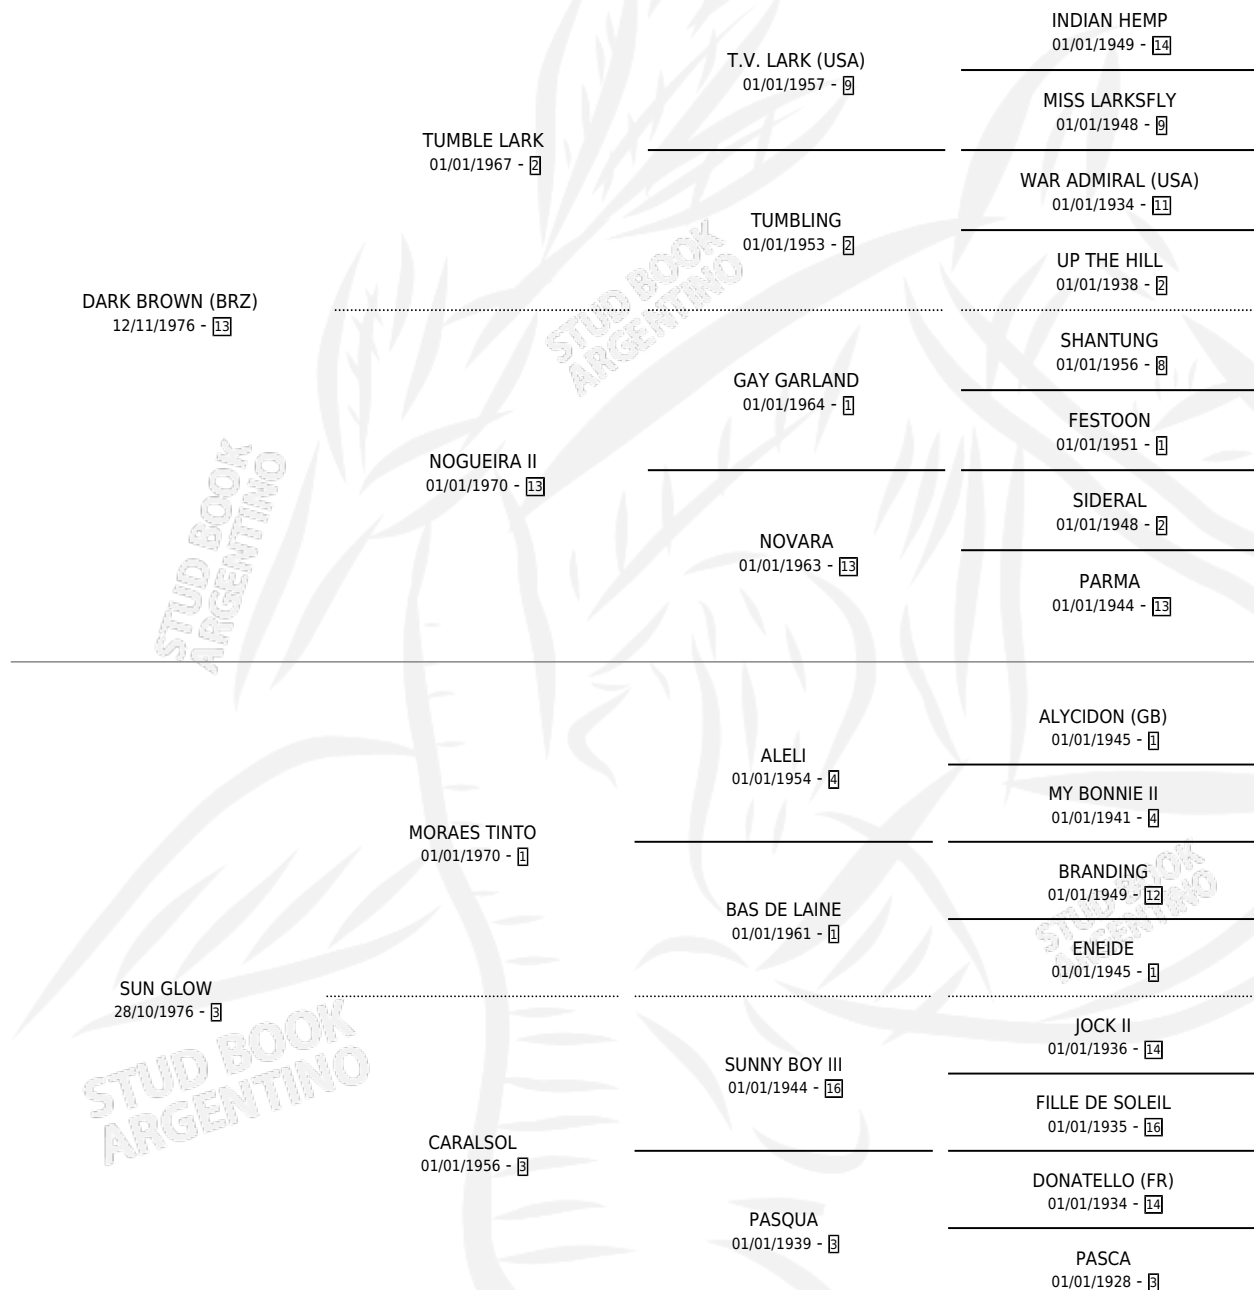 INDIAN HEMP
01/01/1949 - 14
T.V. LARK (USA)
01/01/1957 - 9
MISS LARKSFLY
01/01/1948 - 9
TUMBLE LARK
01/01/1967 - 2
WAR ADMIRAL (USA)
01/01/1934 - 11
TUMBLING
01/01/1953 - 2
UP THE HILL
01/01/1938 - 2
DARK BROWN (BRZ)
12/11/1976 - 13
SHANTUNG
01/01/1956 - 8
GAY GARLAND
01/01/1964 - 1
FESTOON
01/01/1951 - 1
NOGUEIRA II
01/01/1970 - 13
SIDERAL
01/01/1948 - 2
NOVARA
01/01/1963 - 13
PARMA
01/01/1944 - 13
ALYCIDON (GB)
01/01/1945 - 1
ALELI
01/01/1954 - 4
MY BONNIE II
01/01/1941 - 4
MORAES TINTO
01/01/1970 - 1
BRANDING
01/01/1949 - 12
BAS DE LAINE
01/01/1961 - 1
ENEIDE
01/01/1945 - 1
SUN GLOW
28/10/1976 - 3
JOCK II
01/01/1936 - 14
SUNNY BOY III
01/01/1944 - 16
FILLE DE SOLEIL
01/01/1935 - 16
CARALSOL
01/01/1956 - 3
DONATELLO (FR)
01/01/1934 - 14
PASQUA
01/01/1939 - 3
PASCA
01/01/1928 - 3
STUD BOOK
ARGENTINO
STUD BOOK
ARGENTINO
STUD BOOK
ARGENTINO
STUD BOOK
ARGENTINO